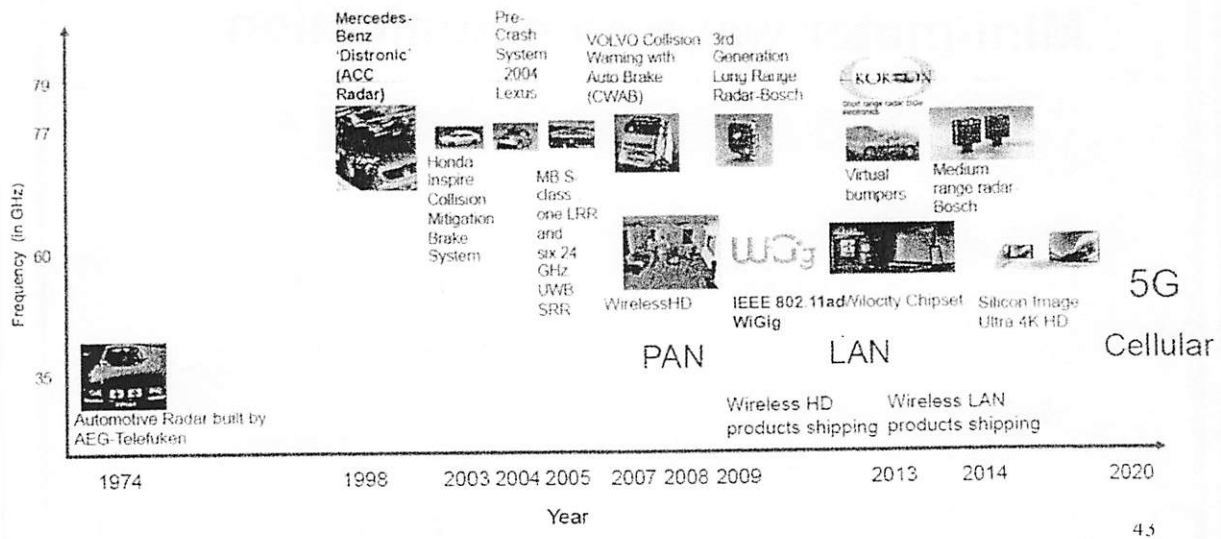 Mercedes-
Benz
'Distronic'
(ACC
Radar)
Pre-
Crash
System
2004
Lexus
VOLVO Collision
Warning with
Auto Brake
(CWAB)
3rd
Generation
Long Range
Radar-Bosch
KOKOON
Short range radar
electronics
Honda
Inspire
Collision
Mitigation
Brake
System
MB S-
class
one LRR
and
six 24
GHz
UWB
SRR
Virtual
bumpers
Medium
range radar-
Bosch
79
77
60
35
Frequency (in GHz)
WirelessHD
IEEE 802.11ad
WiGig
Wilocity Chipset
Silicon Image
Ultra 4K HD
5G
Cellular
PAN
LAN
Automotive Radar built by
AEG-Telefuken
Wireless HD
products shipping
Wireless LAN
products shipping
1974
1998
2003
2004
2005
2007
2008
2009
2013
2014
2020
Year
43